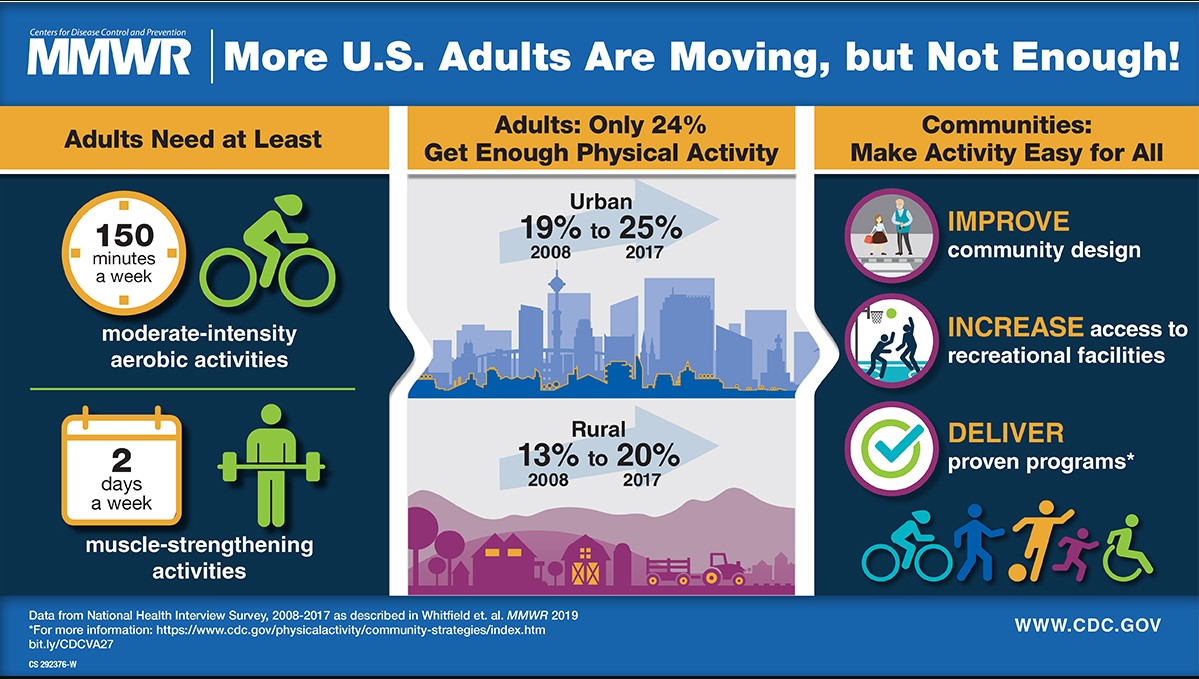 Centers for Disease Control and Prevention
MMWR
More U.S. Adults Are Moving, but Not Enough!
Adults Need at Least
150
minutes
a week
moderate-intensity
aerobic activities
2
days
a week
muscle-strengthening
activities
Adults: Only 24%
Get Enough Physical Activity
Urban
19% to 25%
2008 2017
Rural
13% to 20%
2008 2017
Communities:
Make Activity Easy for All
IMPROVE
community design
INCREASE access to
recreational facilities
DELIVER
proven programs*
Data from National Health Interview Survey, 2008-2017 as described in Whitfield et. al. MMWR 2019
*For more information: https://www.cdc.gov/physicalactivity/community-strategies/index.htm
bit.ly/CDCVA27
CS 292376-W
WWW.CDC.GOV